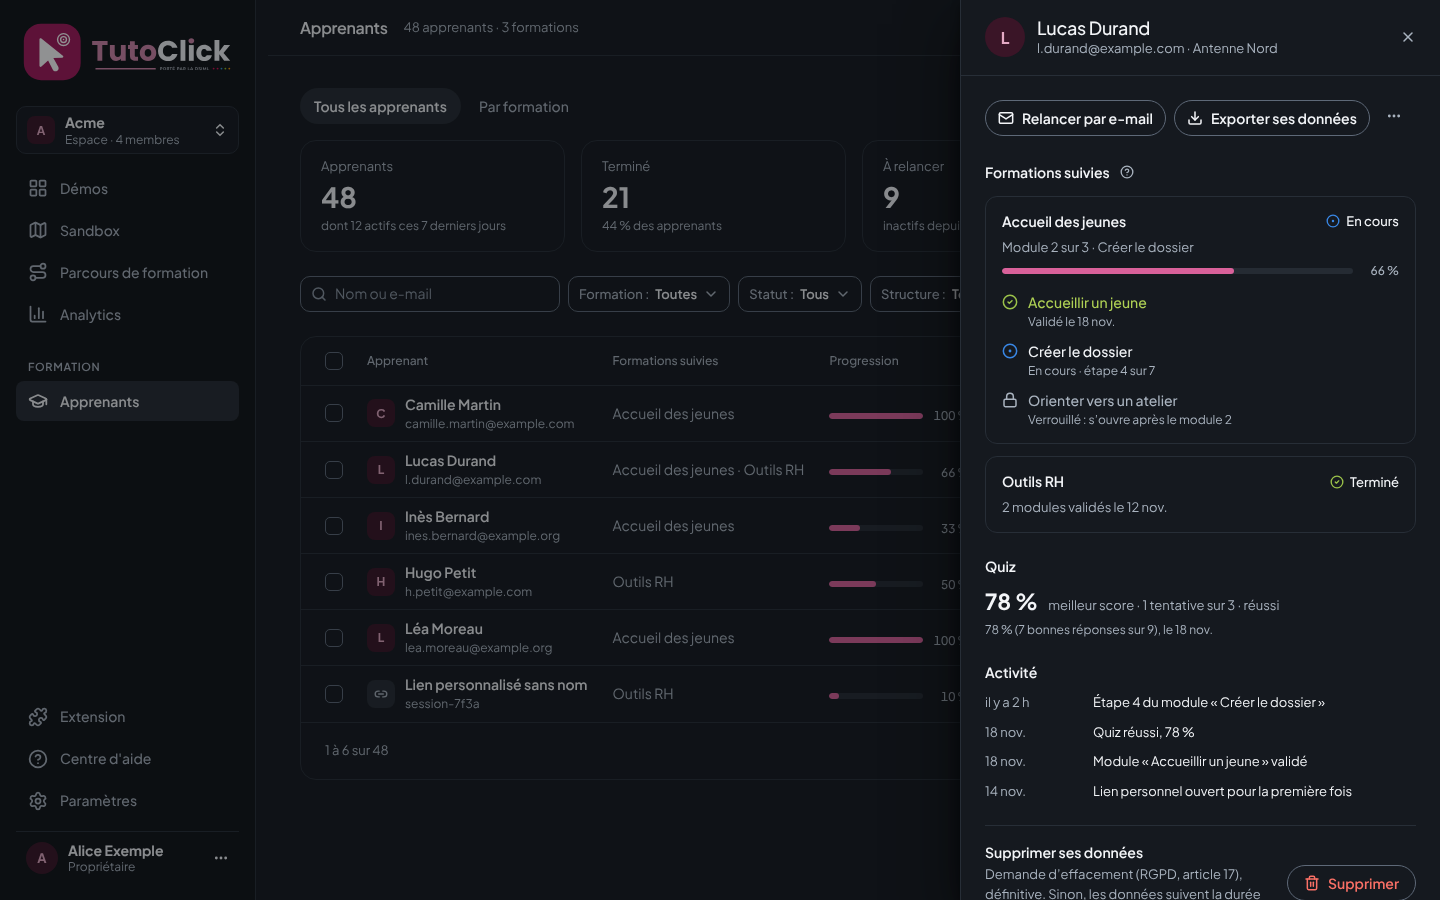 TutoClick
Acme
Espace · 4 membres
Démos
Sandbox
Parcours de formation
Analytics
FORMATION
Apprenants
Extension
Centre d'aide
Paramètres
Alice Exemple
Propriétaire
Apprenants
48 apprenants · 3 formations
Tous les apprenants
Par formation
Apprenants
48
dont 12 actifs ces 7 derniers jours
Terminé
21
44 % des apprenants
À relancer
9
inactifs depui
Nom ou e-mail
Formation : Toutes
Statut : Tous
Structure :
Apprenant
Formations suivies
Progression
C
Camille Martin
camille.martin@example.com
Accueil des jeunes
100
L
Lucas Durand
l.durand@example.com
Accueil des jeunes · Outils RH
66
I
Inès Bernard
ines.bernard@example.org
Accueil des jeunes
33
H
Hugo Petit
h.petit@example.com
Outils RH
50
L
Léa Moreau
lea.moreau@example.org
Accueil des jeunes
100
Lien personnalisé sans nom
session-7f3a
Outils RH
10
1 à 6 sur 48
L
Lucas Durand
l.durand@example.com · Antenne Nord
Relancer par e-mail
Exporter ses données
Formations suivies
Accueil des jeunes
En cours
Module 2 sur 3 · Créer le dossier
66 %
Accueillir un jeune
Validé le 18 nov.
Créer le dossier
En cours · étape 4 sur 7
Orienter vers un atelier
Verrouillé : s'ouvre après le module 2
Outils RH
Terminé
2 modules validés le 12 nov.
Quiz
78 %
meilleur score · 1 tentative sur 3 · réussi
78 % (7 bonnes réponses sur 9), le 18 nov.
Activité
il y a 2 h
Étape 4 du module « Créer le dossier »
18 nov.
Quiz réussi, 78 %
18 nov.
Module « Accueillir un jeune » validé
14 nov.
Lien personnel ouvert pour la première fois
Supprimer ses données
Demande d'effacement (RGPD, article 17),
définitive. Sinon, les données suivent la durée
Supprimer